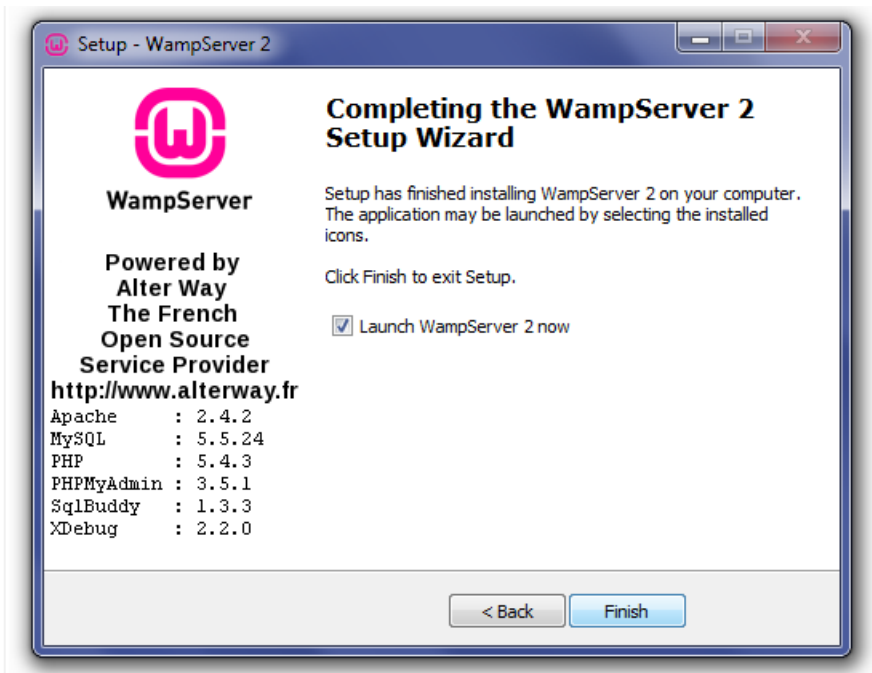 Setup - WampServer 2
WampServer
Powered by
Alter Way
The French
Open Source
Service Provider
http://www.alterway.fr
Apache : 2.4.2
MySQL : 5.5.24
PHP : 5.4.3
PHPMyAdmin : 3.5.1
SqlBuddy : 1.3.3
XDebug : 2.2.0
Completing the WampServer 2
Setup Wizard
Setup has finished installing WampServer 2 on your computer.
The application may be launched by selecting the installed
icons.
Click Finish to exit Setup.
Launch WampServer 2 now
< Back
Finish